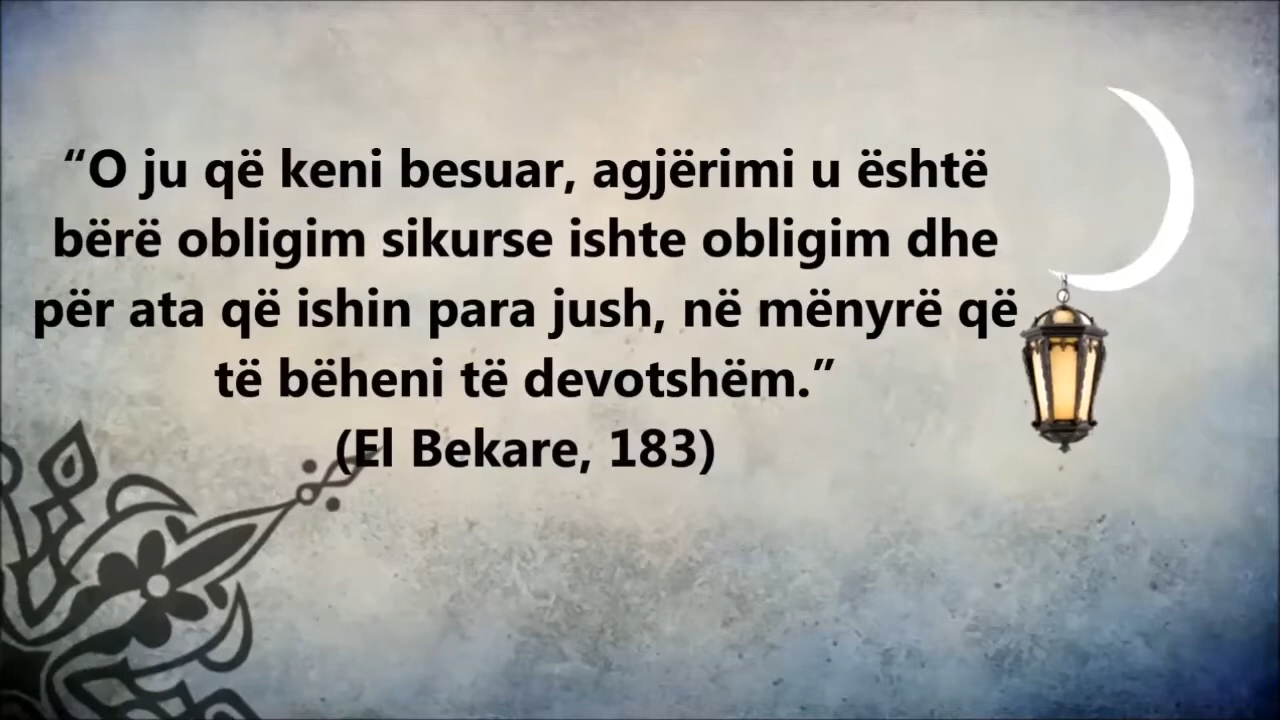 “O ju që keni besuar, agjërimi u është
bërë obligim sikurse ishte obligim dhe
për ata që ishin para jush, në mënyrë që
të bëheni të devotshëm.”
(El Bekare, 183)